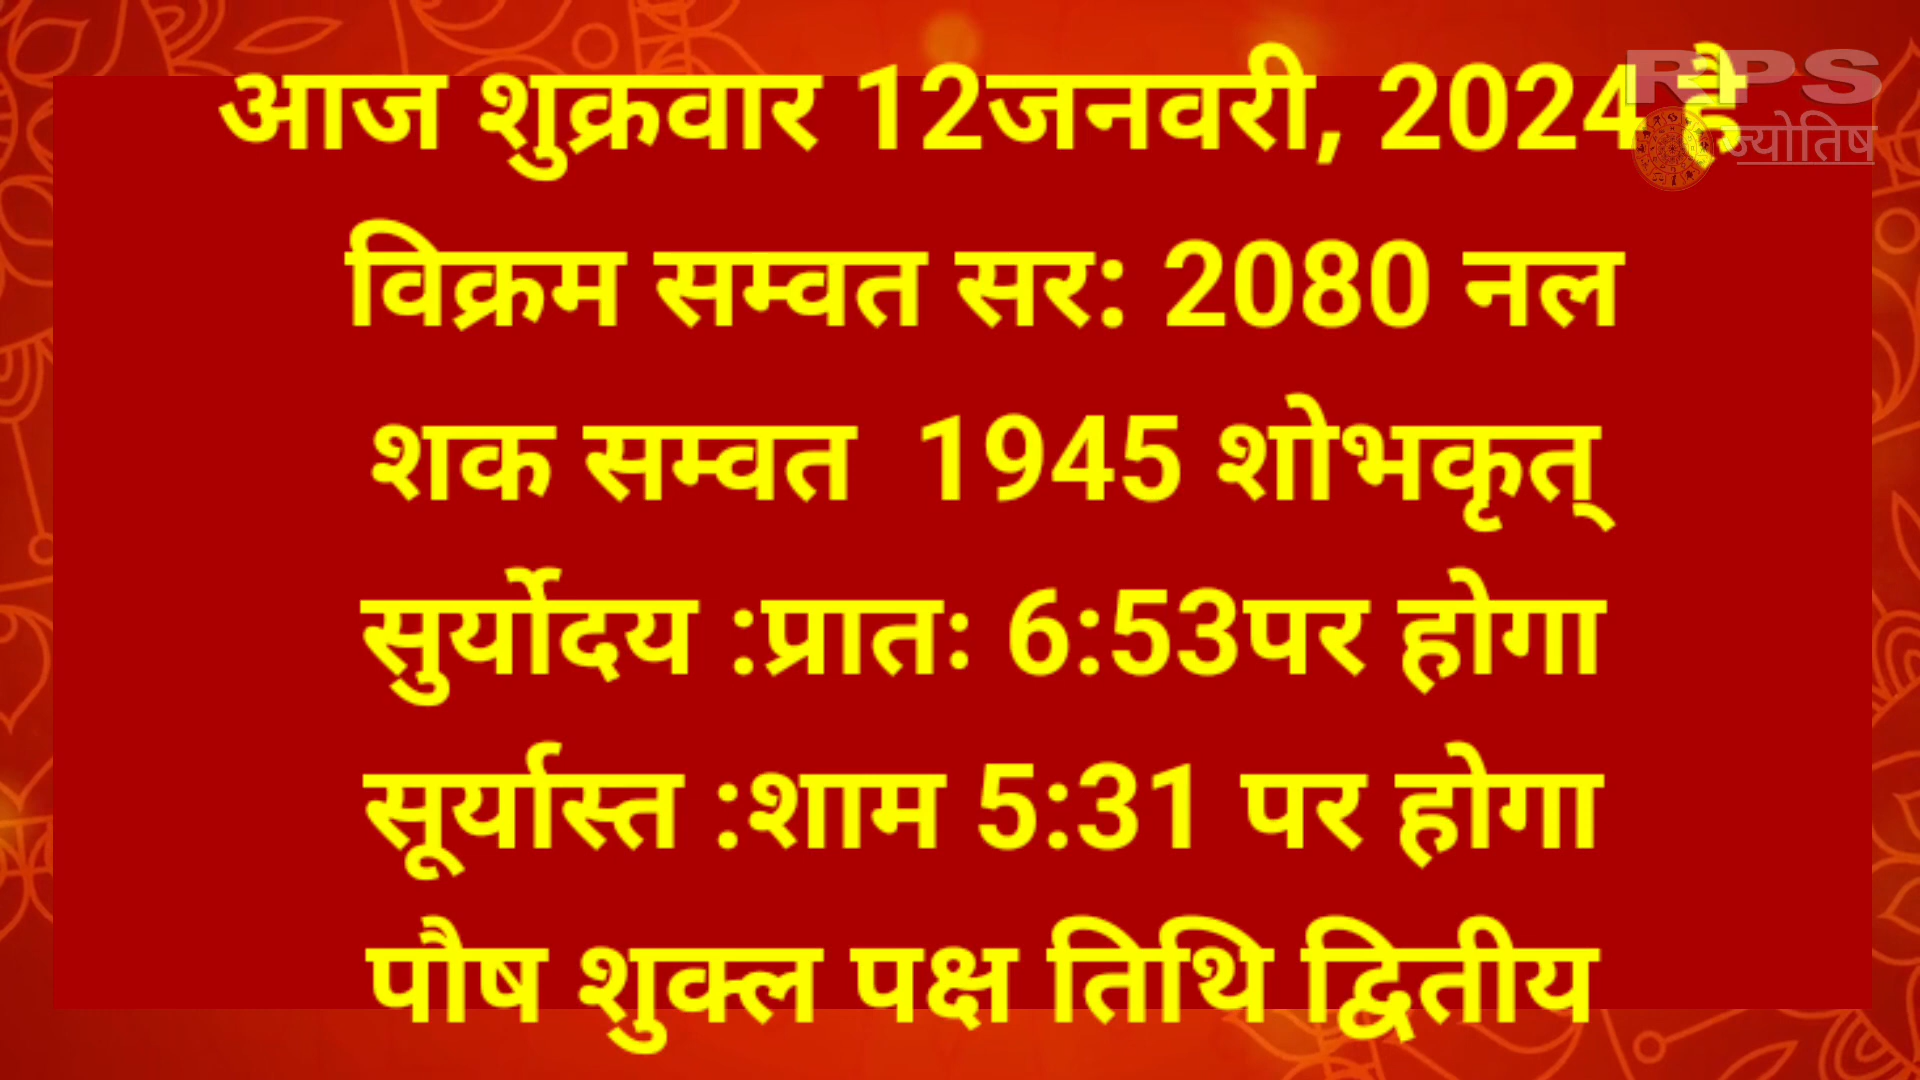 आज शुक्रवार 12जनवरी, 2024 है
RPS
ज्योतिष
विक्रम सम्वत सर: 2080 नल
शक सम्वत  1945 शोभकृत्
सुर्योदय :प्रातः 6:53पर होगा
सूर्यास्त :शाम 5:31 पर होगा
पौष शुक्ल पक्ष तिथि द्वितीय